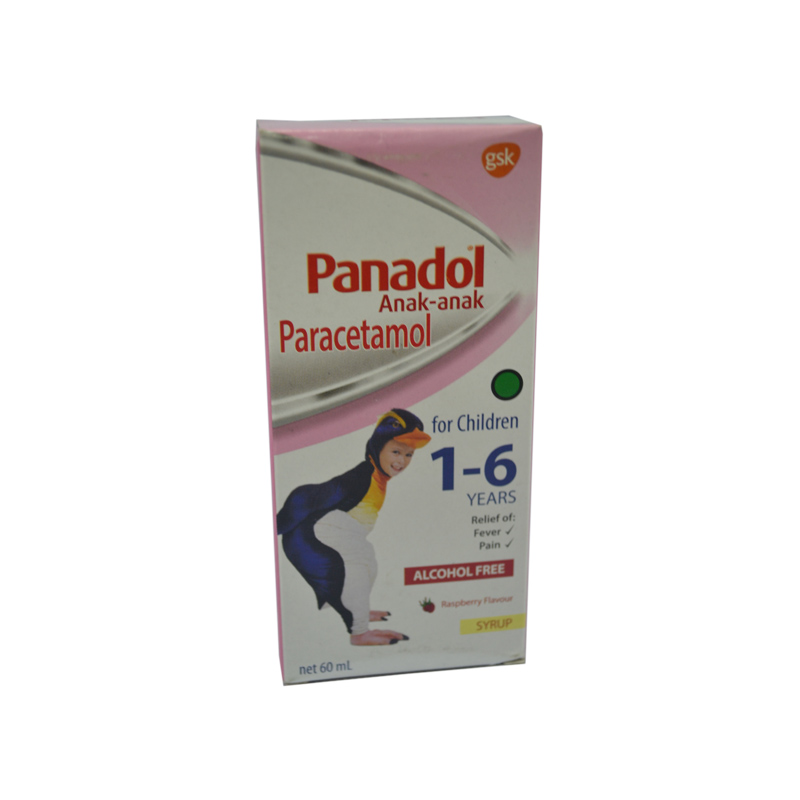 gsk
Panadol®
Anak-anak
Paracetamol
for Children
1-6
YEARS
Relief of:
Fever ✓
Pain ✓
ALCOHOL FREE
Raspberry Flavour
SYRUP
net 60 mL